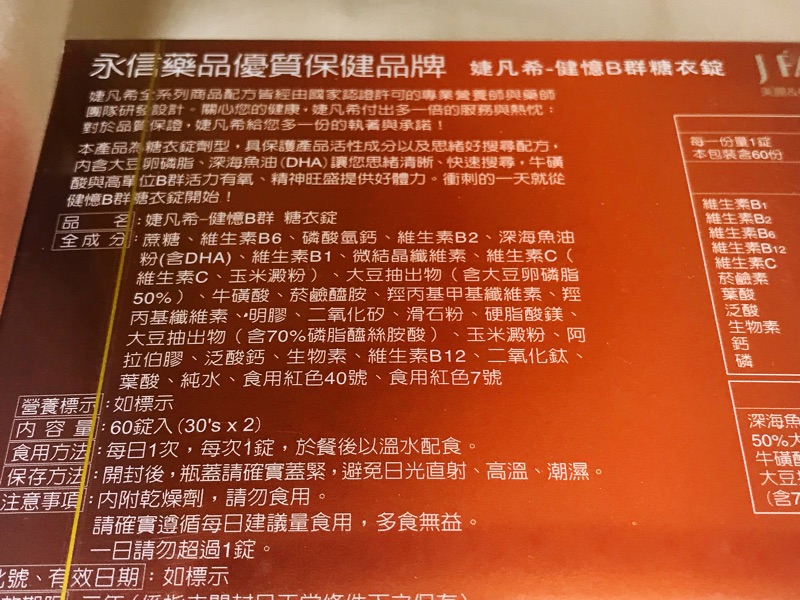 永信藥品優質保健品牌 婕凡希-健憶B群糖衣錠
婕凡希全系列商品配方皆經由國家認證許可的專業營養師與藥師
團隊研發設計。關心您的健康,婕凡希付出多一倍的服務與熱忱:
對於品質保證,婕凡希給您多一份的執著與承諾!
本產品為糖衣錠劑型,具保護產品活性成分以及思緒好搜尋配方,
內含大豆卵磷脂、深海魚油(DHA)讓您思緒清晰、快速搜尋,牛磺
酸與高單位B群活力有氧、精神旺盛提供好體力。衝刺的一天就從
健憶B群糖衣錠開始!
品 名:婕凡希-健憶B群 糖衣錠
全成分:蔗糖、維生素B6、磷酸氫鈣、維生素B2、深海魚油
粉(含DHA)、維生素B1、微結晶纖維素、維生素C(
維生素C、玉米澱粉)、大豆抽出物(含大豆卵磷脂
50%)、牛磺酸、菸鹼醯胺、羥丙基甲基纖維素、羥
丙基纖維素、明膠、二氧化矽、滑石粉、硬脂酸鎂、
大豆抽出物(含70%磷脂醯絲胺酸)、玉米澱粉、阿
拉伯膠、泛酸鈣、生物素、維生素B12、二氧化鈦、
葉酸、純水、食用紅色40號、食用紅色7號
營養標示:如標示
內容量:60錠入(30's x 2)
食用方法:每日1次,每次1錠,於餐後以溫水配食。
保存方法:開封後,瓶蓋請確實蓋緊,避免日光直射、高溫、潮濕。
注意事項:內附乾燥劑,請勿食用。
請確實遵循每日建議量食用,多食無益。
一日請勿超過1錠。
號、有效日期:如標示
每一份量1錠
本包裝含60份
維生素B1
維生素B2
維生素B6
維生素B12
維生素C
菸鹼素
葉酸
泛酸
生物素
鈣
磷
深海魚
50%大
牛磺
大豆
(含7